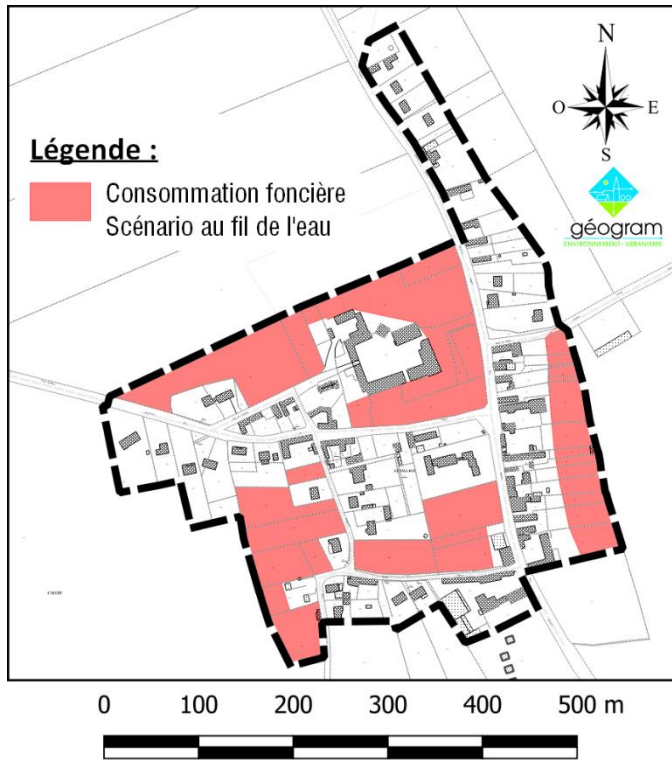 N
O
E
S
Légende :
Consommation foncière
Scénario au fil de l'eau
géogram
ENVIRONNEMENT - URBANISME
0 100 200 300 400 500 m